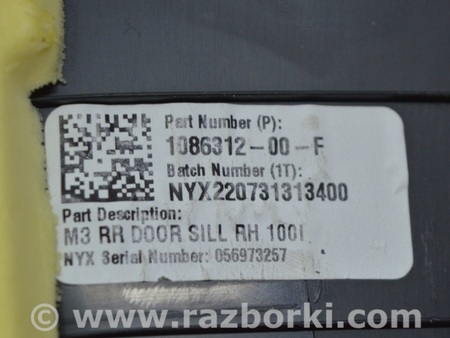 Part Number (P):
1086312-00-F
Batch Number (1T):
NYX220731313400
Part Description:
M3 RR DOOR SILL RH 100I
NYX Serial Number: 056973257
www.razborki.com